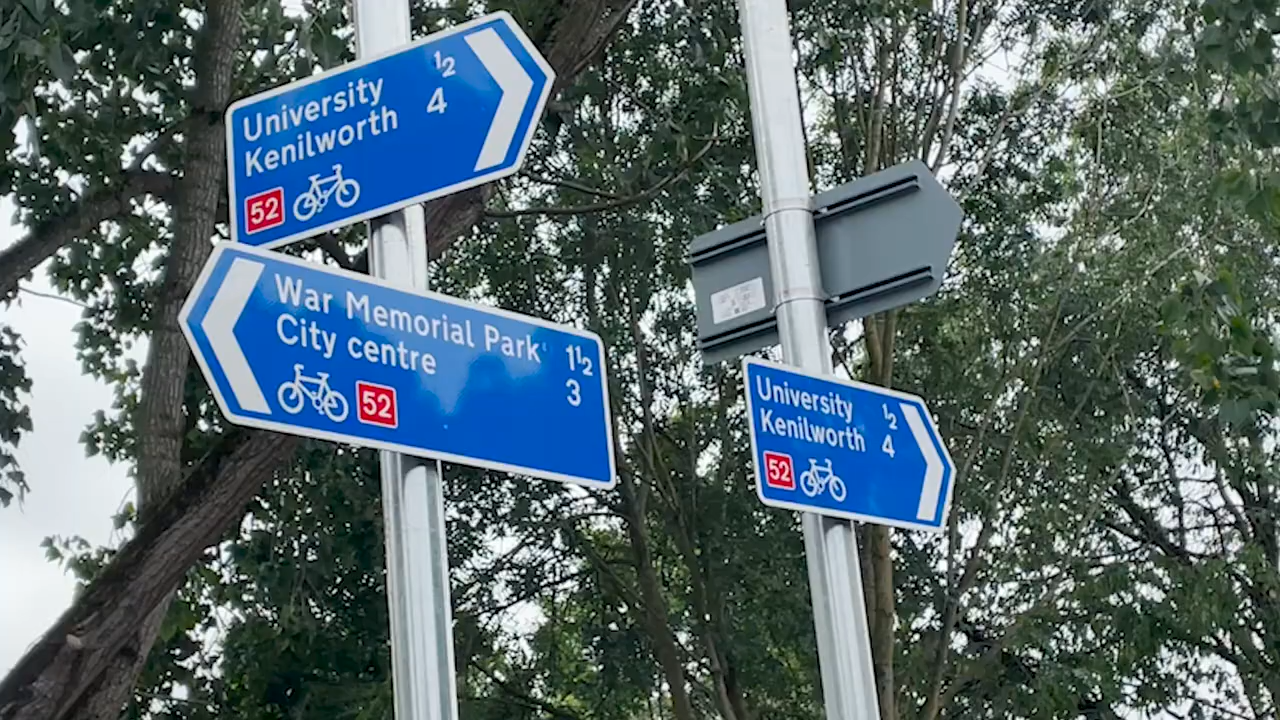 University ½
Kenilworth 4
52
War Memorial Park 1½
City centre 3
52
University ½
Kenilworth 4
52